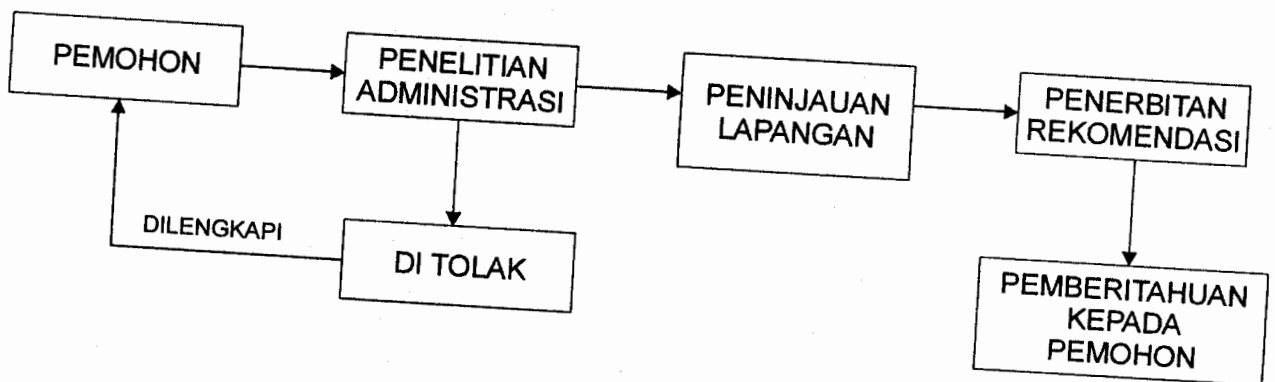 PEMOHON
PENELITIAN
ADMINISTRASI
PENINJAUAN
LAPANGAN
PENERBITAN
REKOMENDASI
DILENGKAPI
DI TOLAK
PEMBERITAHUAN
KEPADA
PEMOHON